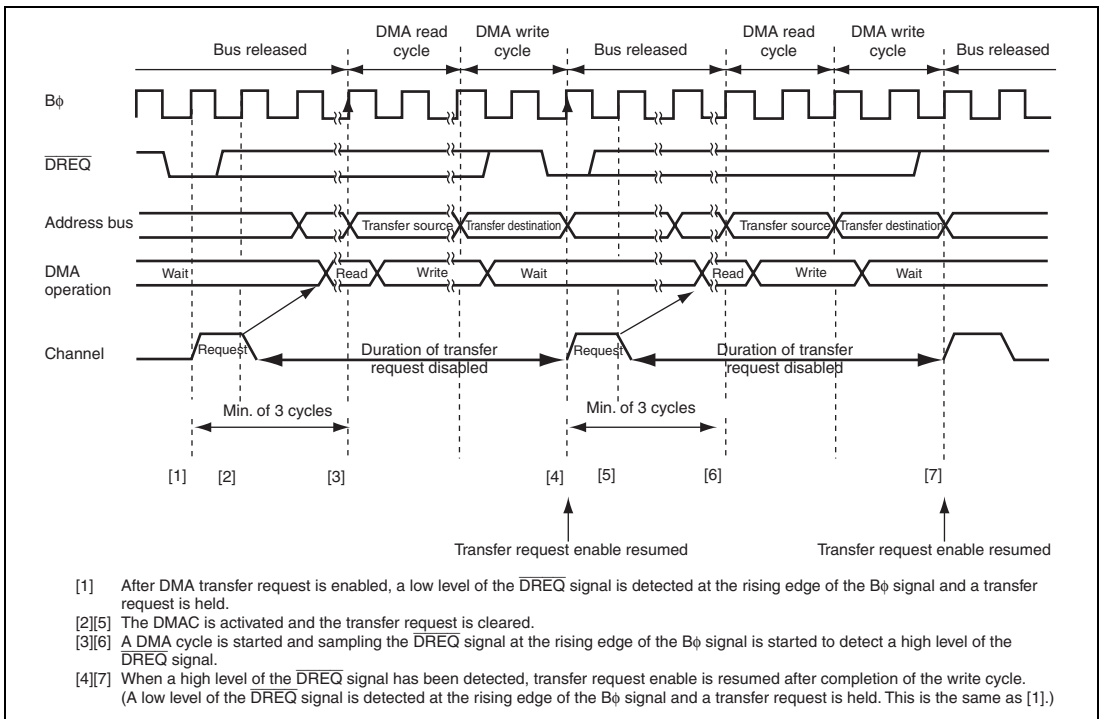 Bus released
DMA read cycle
DMA write cycle
Bus released
DMA read cycle
DMA write cycle
Bus released
Bφ
DREQ
Address bus
Transfer source
Transfer destination
Transfer source
Transfer destination
DMA operation
Wait
Read
Write
Wait
Read
Write
Wait
Channel
Request
Duration of transfer request disabled
Request
Duration of transfer request disabled
Min. of 3 cycles
Min. of 3 cycles
[1]
[2]
[3]
[4]
[5]
[6]
[7]
Transfer request enable resumed
Transfer request enable resumed
[1] After DMA transfer request is enabled, a low level of the DREQ signal is detected at the rising edge of the Bφ signal and a transfer
request is held.
[2][5] The DMAC is activated and the transfer request is cleared.
[3][6] A DMA cycle is started and sampling the DREQ signal at the rising edge of the Bφ signal is started to detect a high level of the
DREQ signal.
[4][7] When a high level of the DREQ signal has been detected, transfer request enable is resumed after completion of the write cycle.
(A low level of the DREQ signal is detected at the rising edge of the Bφ signal and a transfer request is held. This is the same as [1].)